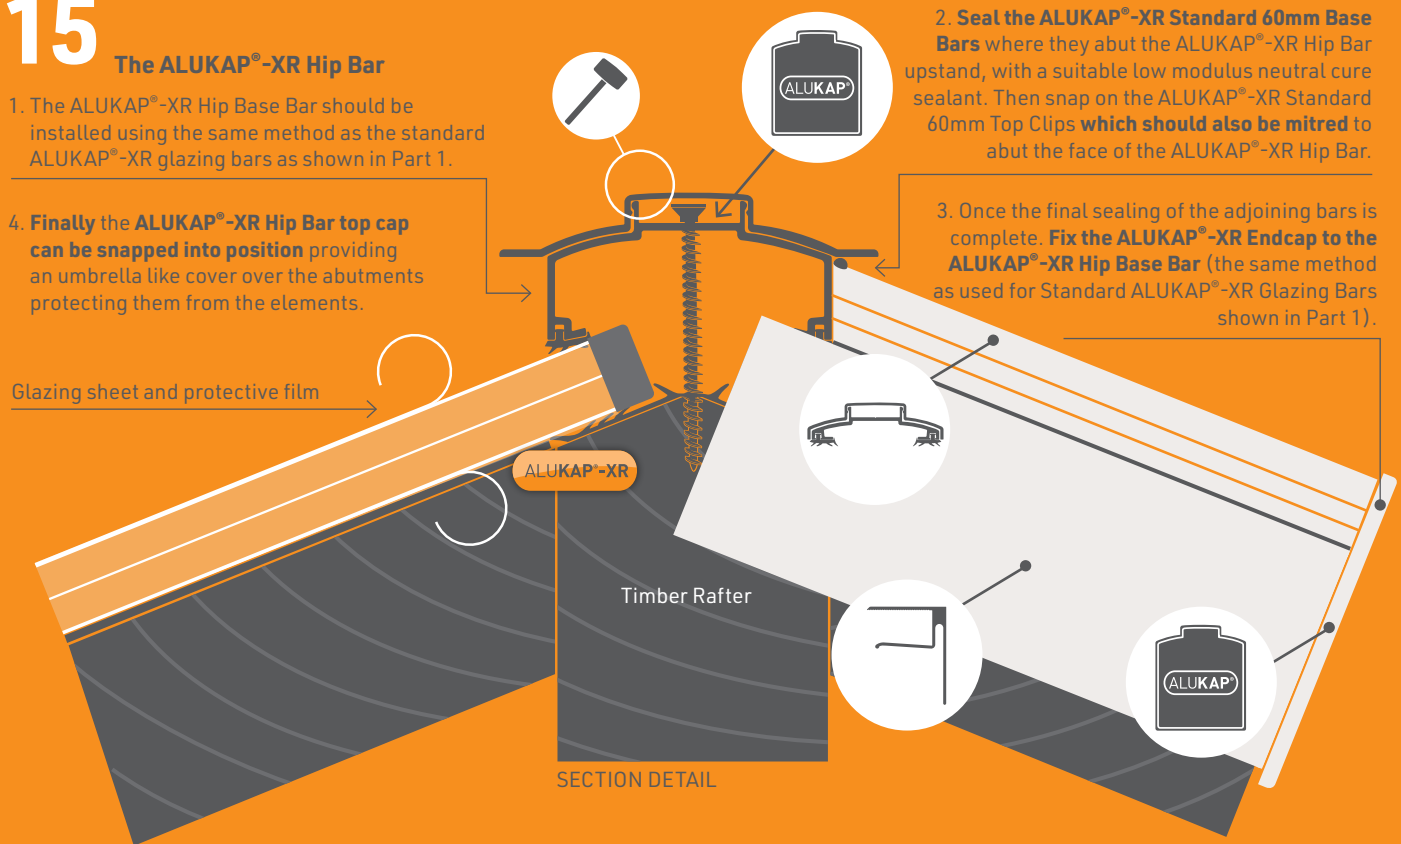 15
The ALUKAP®-XR Hip Bar
1. The ALUKAP®-XR Hip Base Bar should be
installed using the same method as the standard
ALUKAP®-XR glazing bars as shown in Part 1.
2. Seal the ALUKAP®-XR Standard 60mm Base
Bars where they abut the ALUKAP®-XR Hip Bar
upstand, with a suitable low modulus neutral cure
sealant. Then snap on the ALUKAP®-XR Standard
60mm Top Clips which should also be mitred to
abut the face of the ALUKAP®-XR Hip Bar.
3. Once the final sealing of the adjoining bars is
complete. Fix the ALUKAP®-XR Endcap to the
ALUKAP®-XR Hip Base Bar (the same method
as used for Standard ALUKAP®-XR Glazing Bars
shown in Part 1).
4. Finally the ALUKAP®-XR Hip Bar top cap
can be snapped into position providing
an umbrella like cover over the abutments
protecting them from the elements.
Glazing sheet and protective film
ALUKAP®
ALUKAP®-XR
Timber Rafter
ALUKAP®
SECTION DETAIL